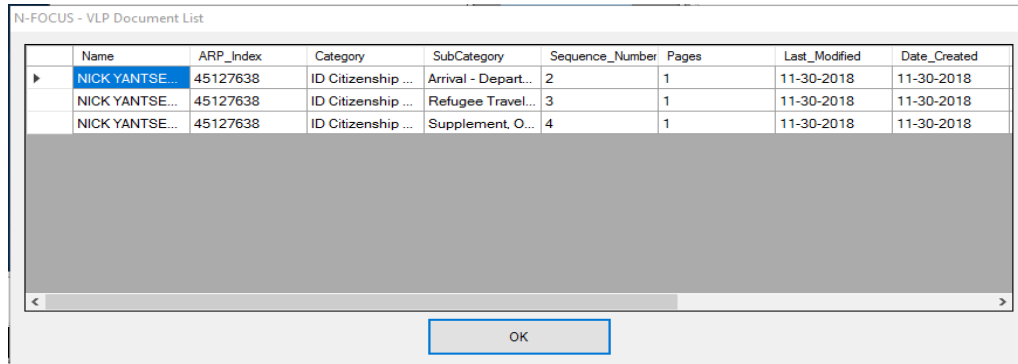 N-FOCUS - VLP Document List
Name ARP_Index Category SubCategory Sequence_Number Pages Last_Modified Date_Created
NICK YANTSE... 45127638 ID Citizenship ... Arrival - Depart... 2 1 11-30-2018 11-30-2018
NICK YANTSE... 45127638 ID Citizenship ... Refugee Travel... 3 1 11-30-2018 11-30-2018
NICK YANTSE... 45127638 ID Citizenship ... Supplement, O... 4 1 11-30-2018 11-30-2018
OK